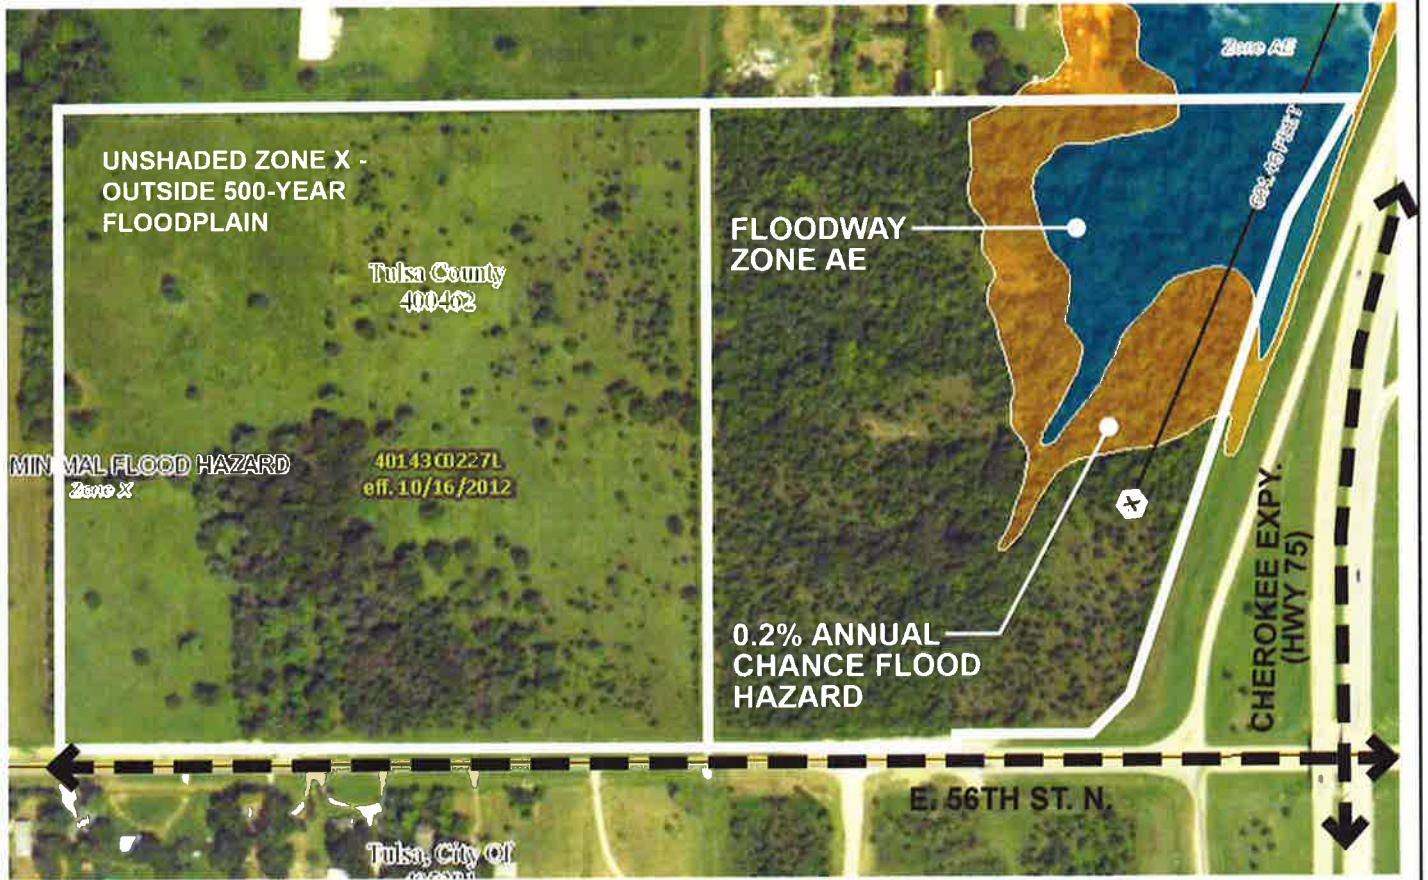 Zone AE
UNSHADED ZONE X -
OUTSIDE 500-YEAR
FLOODPLAIN
FLOODWAY
ZONE AE
Tulsa County
400462
MINIMAL FLOOD HAZARD
Zone X
40143C0227L
eff. 10/16/2012
0.2% ANNUAL
CHANCE FLOOD
HAZARD
CHEROKEE EXPY.
(HWY 75)
E. 56TH ST. N.
Tulsa, City Of